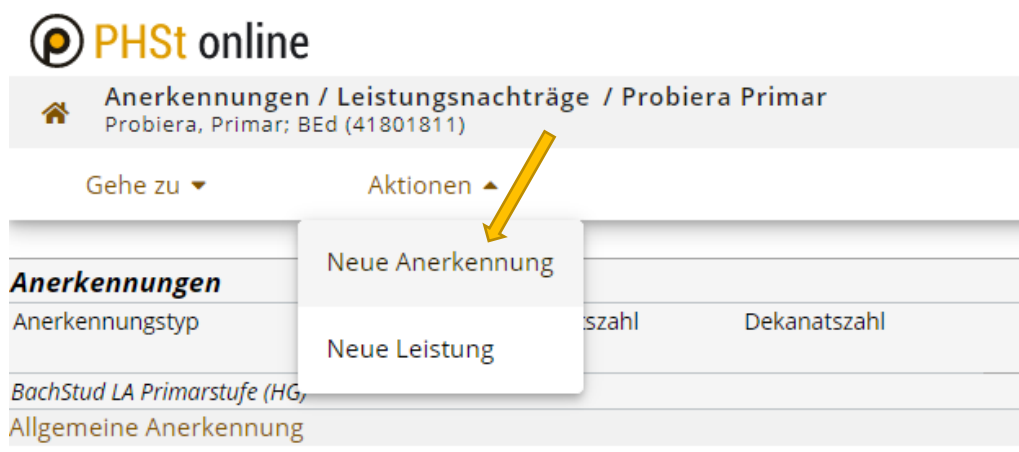 PHSt online
Anerkennungen / Leistungsnachträge / Probiera Primar
Probiera, Primar; BEd (41801811)
Gehe zu
Aktionen
Neue Anerkennung
Neue Leistung
Anerkennungen
Anerkennungstyp
tszahl
Dekanatszahl
BachStud LA Primarstufe (HG)
Allgemeine Anerkennung